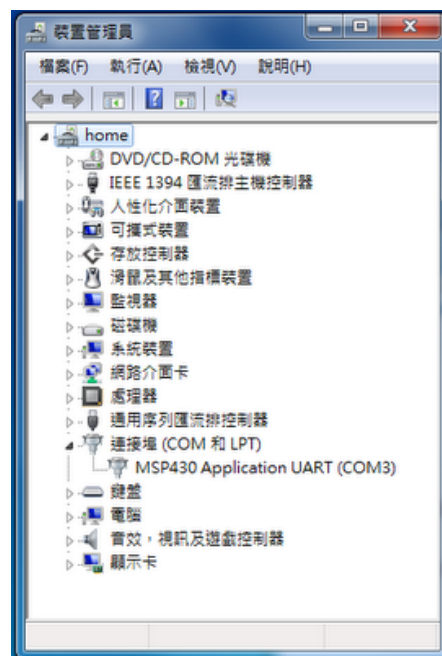 裝置管理員
檔案(F) 執行(A) 檢視(V) 說明(H)
home
DVD/CD-ROM 光碟機
IEEE 1394 匯流排主機控制器
人性化介面裝置
可攜式裝置
存放控制器
滑鼠及其他指標裝置
監視器
磁碟機
系統裝置
網路介面卡
處理器
通用序列匯流排控制器
連接埠 (COM 和 LPT)
MSP430 Application UART (COM3)
鍵盤
電腦
音效，視訊及遊戲控制器
顯示卡